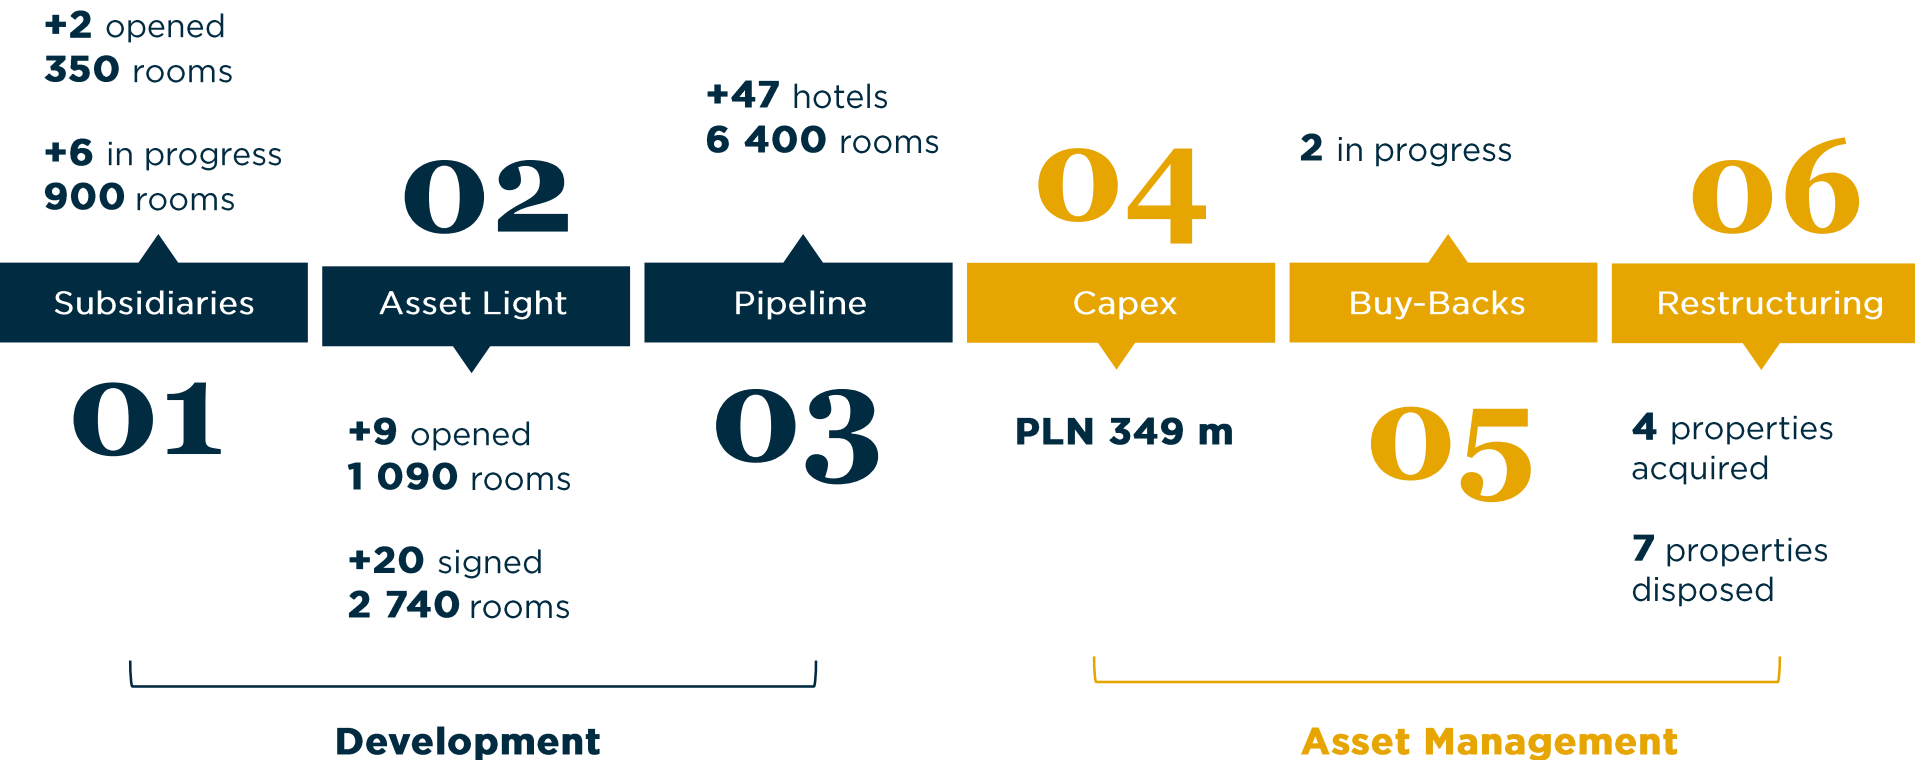 +2 opened
350 rooms
+6 in progress
900 rooms
Subsidiaries
01
02
Asset Light
+9 opened
1 090 rooms
+20 signed
2 740 rooms
+47 hotels
6 400 rooms
Pipeline
03
Development
04
Capex
PLN 349 m
2 in progress
Buy-Backs
05
06
Restructuring
4 properties
acquired
7 properties
disposed
Asset Management